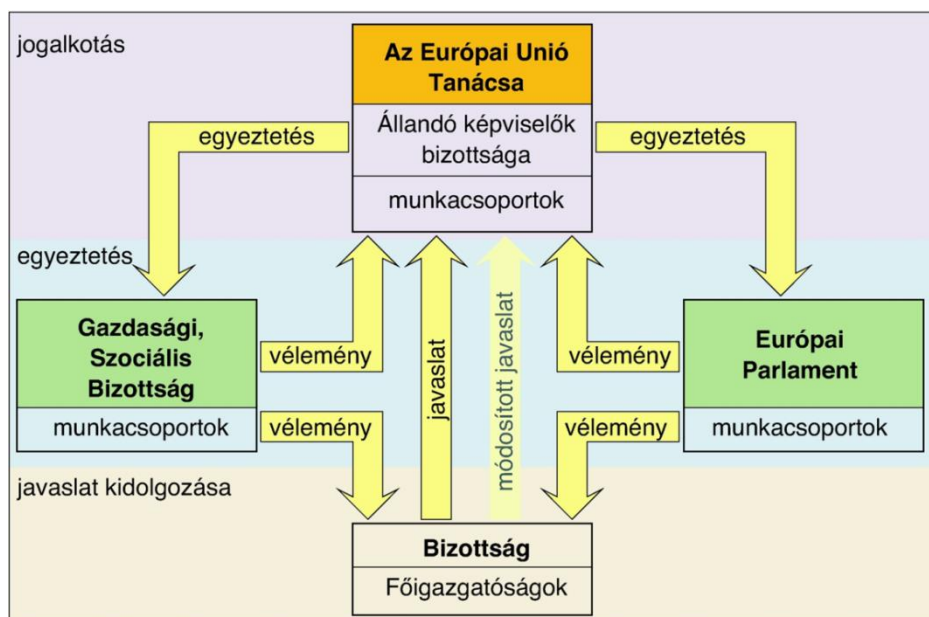 jogalkotás
Az Európai Unió
Tanácsa
Állandó képviselők
bizottsága
munkacsoportok
egyeztetés
egyeztetés
egyeztetés
Gazdasági,
Szociális
Bizottság
munkacsoportok
vélemény
vélemény
javaslat
módosított javaslat
vélemény
vélemény
Európai
Parlament
munkacsoportok
javaslat kidolgozása
Bizottság
Főigazgatóságok